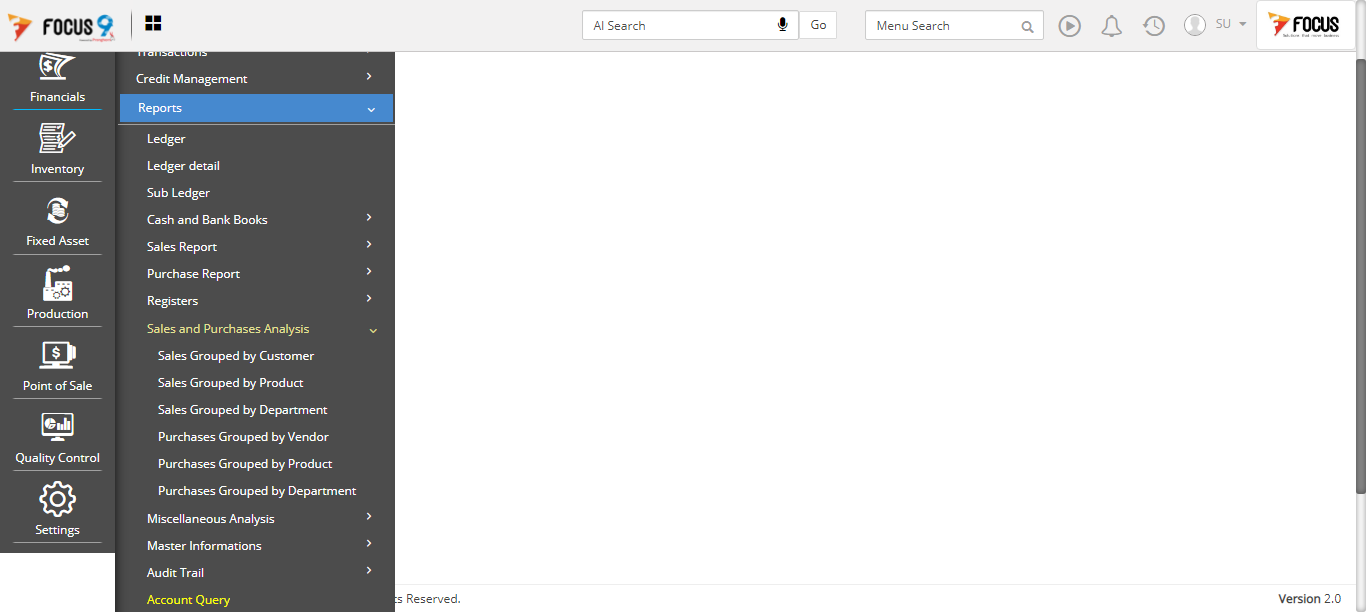 FOCUS 9
AI Search
Go
Menu Search
SU
FOCUS
Financials
Inventory
Fixed Asset
Production
Point of Sale
Quality Control
Settings
Transactions
Credit Management
Reports
Ledger
Ledger detail
Sub Ledger
Cash and Bank Books
Sales Report
Purchase Report
Registers
Sales and Purchases Analysis
Sales Grouped by Customer
Sales Grouped by Product
Sales Grouped by Department
Purchases Grouped by Vendor
Purchases Grouped by Product
Purchases Grouped by Department
Miscellaneous Analysis
Master Informations
Audit Trail
Account Query
ts Reserved.
Version 2.0